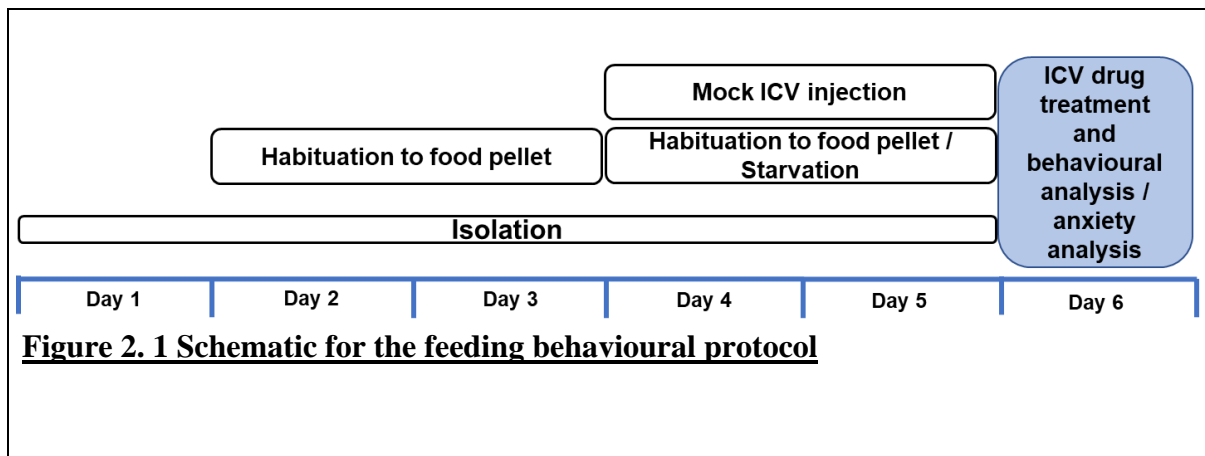 Mock ICV injection
Habituation to food pellet
Habituation to food pellet /
Starvation
Isolation
ICV drug
treatment
and
behavioural
analysis /
anxiety
analysis
Day 1
Day 2
Day 3
Day 4
Day 5
Day 6
Figure 2. 1 Schematic for the feeding behavioural protocol